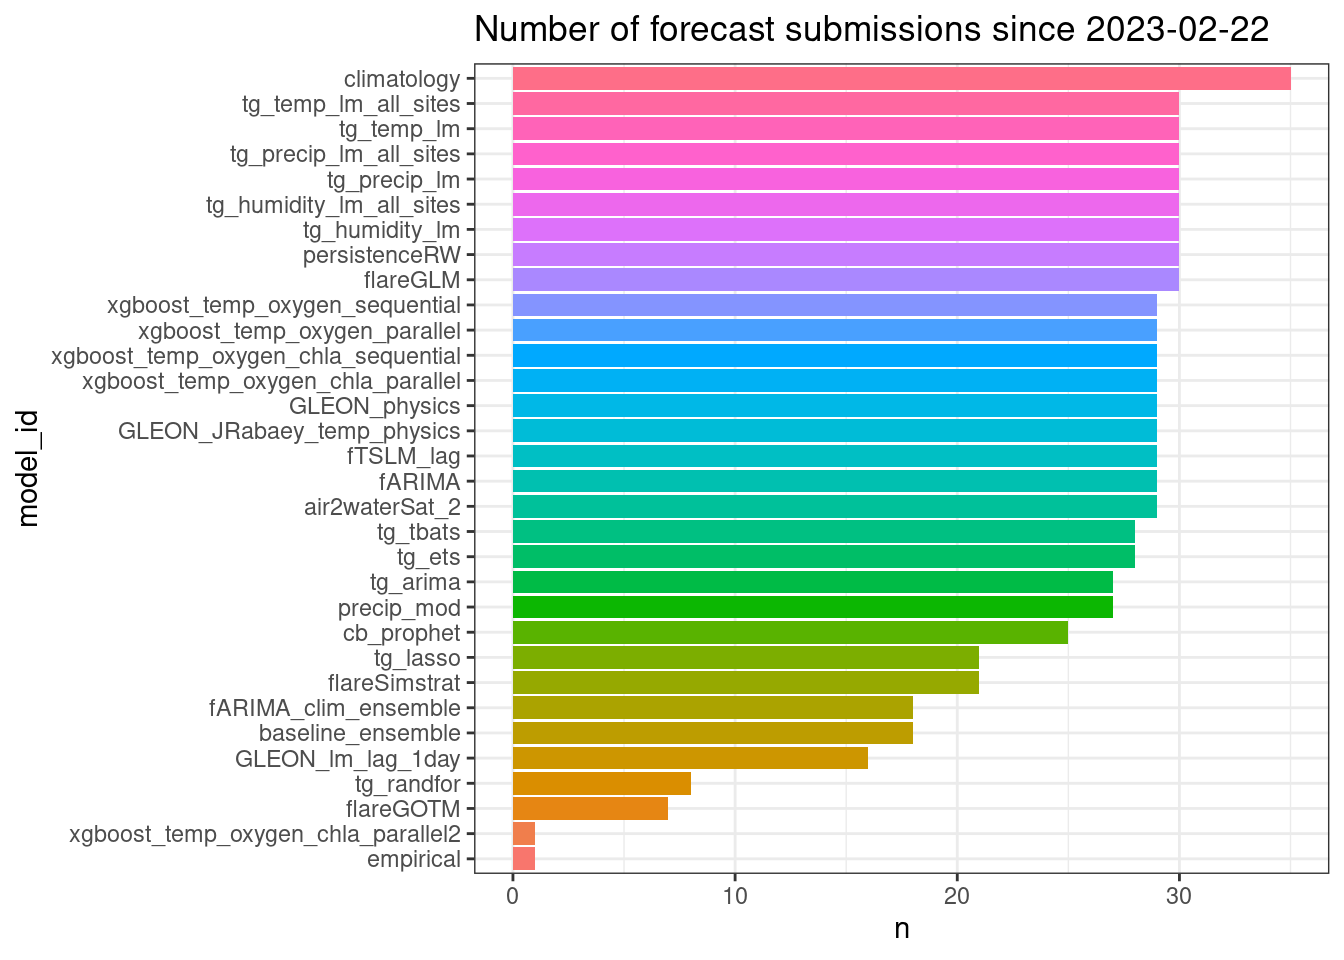 Number of forecast submissions since 2023-02-22
climatology
tg_temp_lm_all_sites
tg_temp_lm
tg_precip_lm_all_sites
tg_precip_lm
tg_humidity_lm_all_sites
tg_humidity_lm
persistenceRW
flareGLM
xgboost_temp_oxygen_sequential
xgboost_temp_oxygen_parallel
xgboost_temp_oxygen_chla_sequential
xgboost_temp_oxygen_chla_parallel
GLEON_physics
GLEON_JRabaey_temp_physics
fTSLM_lag
fARIMA
air2waterSat_2
tg_tbats
tg_ets
tg_arima
precip_mod
cb_prophet
tg_lasso
flareSimstrat
fARIMA_clim_ensemble
baseline_ensemble
GLEON_lm_lag_1day
tg_randfor
flareGOTM
xgboost_temp_oxygen_chla_parallel2
empirical
model_id
0 10 20 30
n